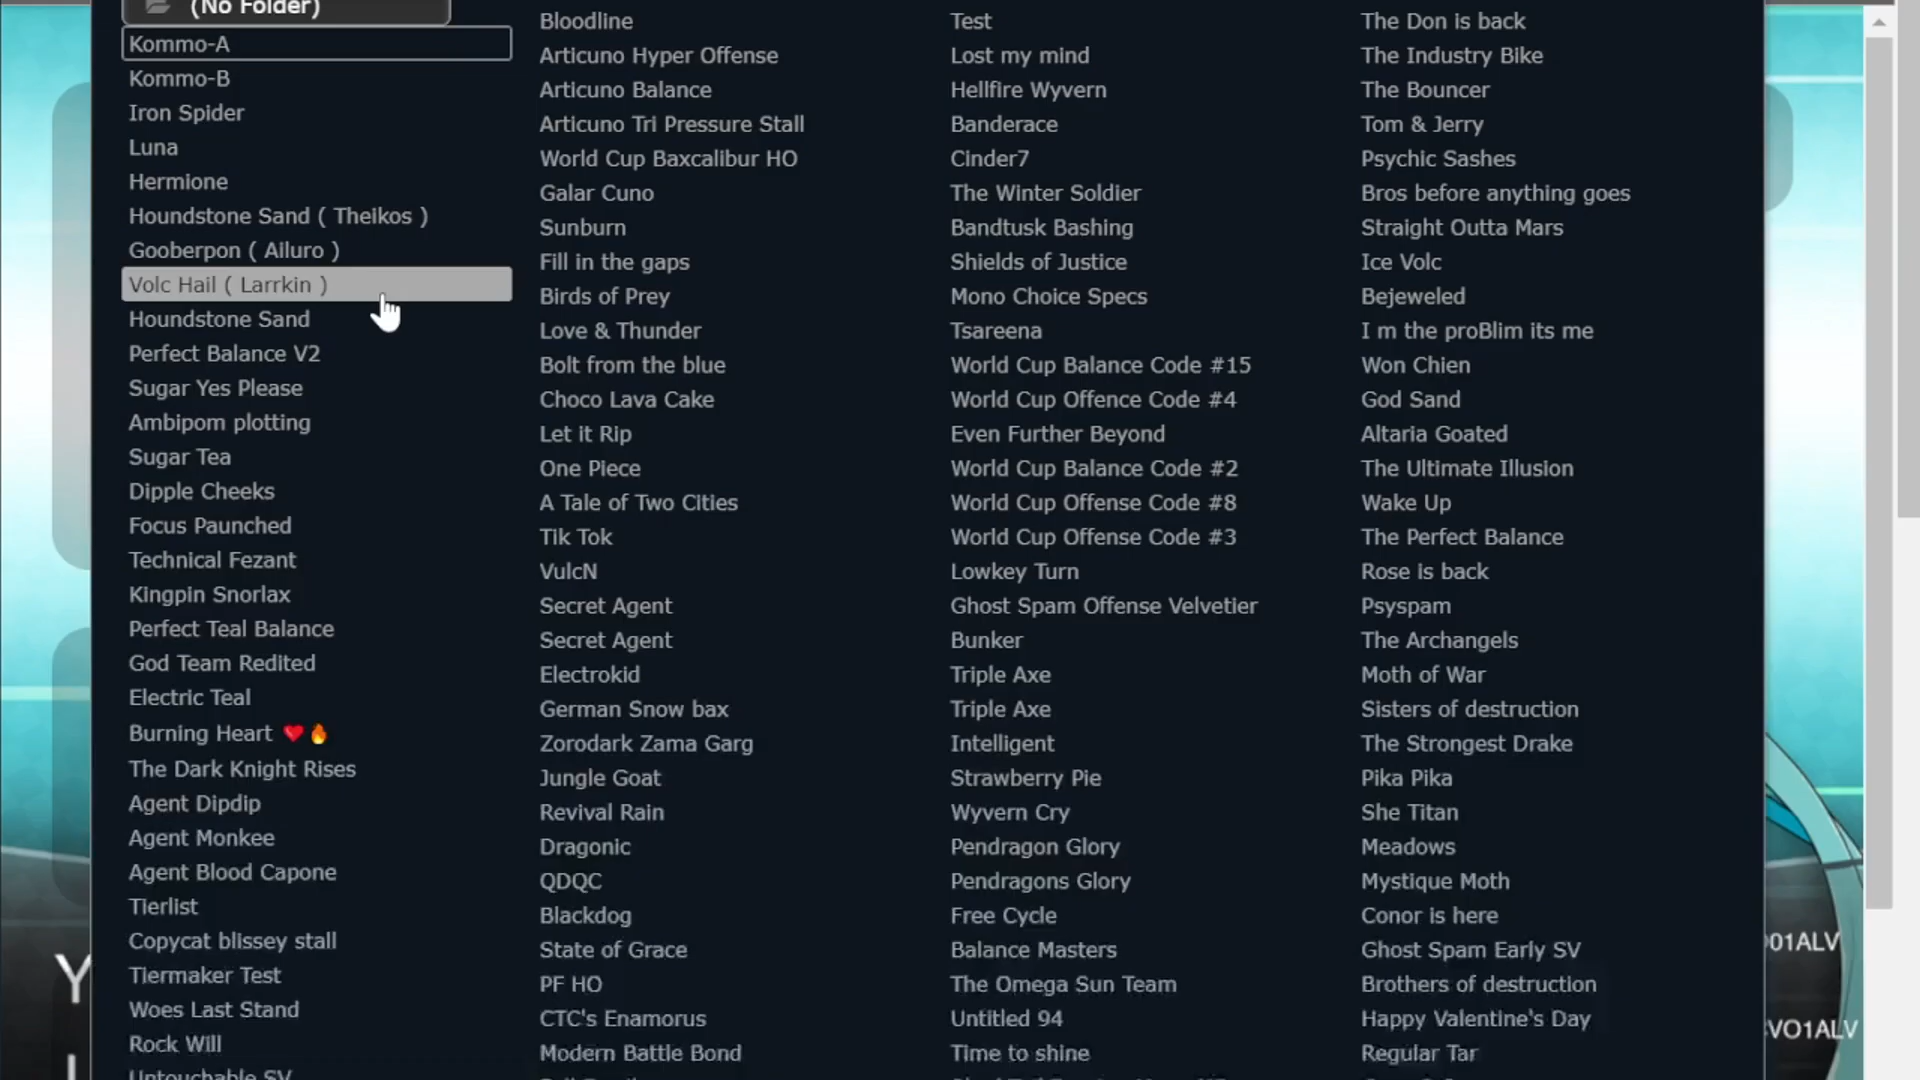 (No Folder)
Kommo-A
Kommo-B
Iron Spider
Luna
Hermione
Houndstone Sand ( Theikos )
Gooberpon ( Ailuro )
Volc Hail ( Larrkin )
Houndstone Sand
Perfect Balance V2
Sugar Yes Please
Ambipom plotting
Sugar Tea
Dipple Cheeks
Focus Paunched
Technical Fezant
Kingpin Snorlax
Perfect Teal Balance
God Team Redited
Electric Teal
Burning Heart ❤️🔥
The Dark Knight Rises
Agent Dipdip
Agent Monkee
Agent Blood Capone
Tierlist
Copycat blissey stall
Tiermaker Test
Woes Last Stand
Rock Will
Untouchable SV
Bloodline
Articuno Hyper Offense
Articuno Balance
Articuno Tri Pressure Stall
World Cup Baxcalibur HO
Galar Cuno
Sunburn
Fill in the gaps
Birds of Prey
Love & Thunder
Bolt from the blue
Choco Lava Cake
Let it Rip
One Piece
A Tale of Two Cities
Tik Tok
VulcN
Secret Agent
Secret Agent
Electrokid
German Snow bax
Zorodark Zama Garg
Jungle Goat
Revival Rain
Dragonic
QDQC
Blackdog
State of Grace
PF HO
CTC's Enamorus
Modern Battle Bond
Test
Lost my mind
Hellfire Wyvern
Banderace
Cinder7
The Winter Soldier
Bandtusk Bashing
Shields of Justice
Mono Choice Specs
Tsareena
World Cup Balance Code #15
World Cup Offence Code #4
Even Further Beyond
World Cup Balance Code #2
World Cup Offense Code #8
World Cup Offense Code #3
Lowkey Turn
Ghost Spam Offense Velvetier
Bunker
Triple Axe
Triple Axe
Intelligent
Strawberry Pie
Wyvern Cry
Pendragon Glory
Pendragons Glory
Free Cycle
Balance Masters
The Omega Sun Team
Untitled 94
Time to shine
The Don is back
The Industry Bike
The Bouncer
Tom & Jerry
Psychic Sashes
Bros before anything goes
Straight Outta Mars
Ice Volc
Bejeweled
I m the proBlim its me
Won Chien
God Sand
Altaria Goated
The Ultimate Illusion
Wake Up
The Perfect Balance
Rose is back
Psyspam
The Archangels
Moth of War
Sisters of destruction
The Strongest Drake
Pika Pika
She Titan
Meadows
Mystique Moth
Conor is here
Ghost Spam Early SV
Brothers of destruction
Happy Valentine's Day
Regular Tar
Y
O1ALV
VO1ALV